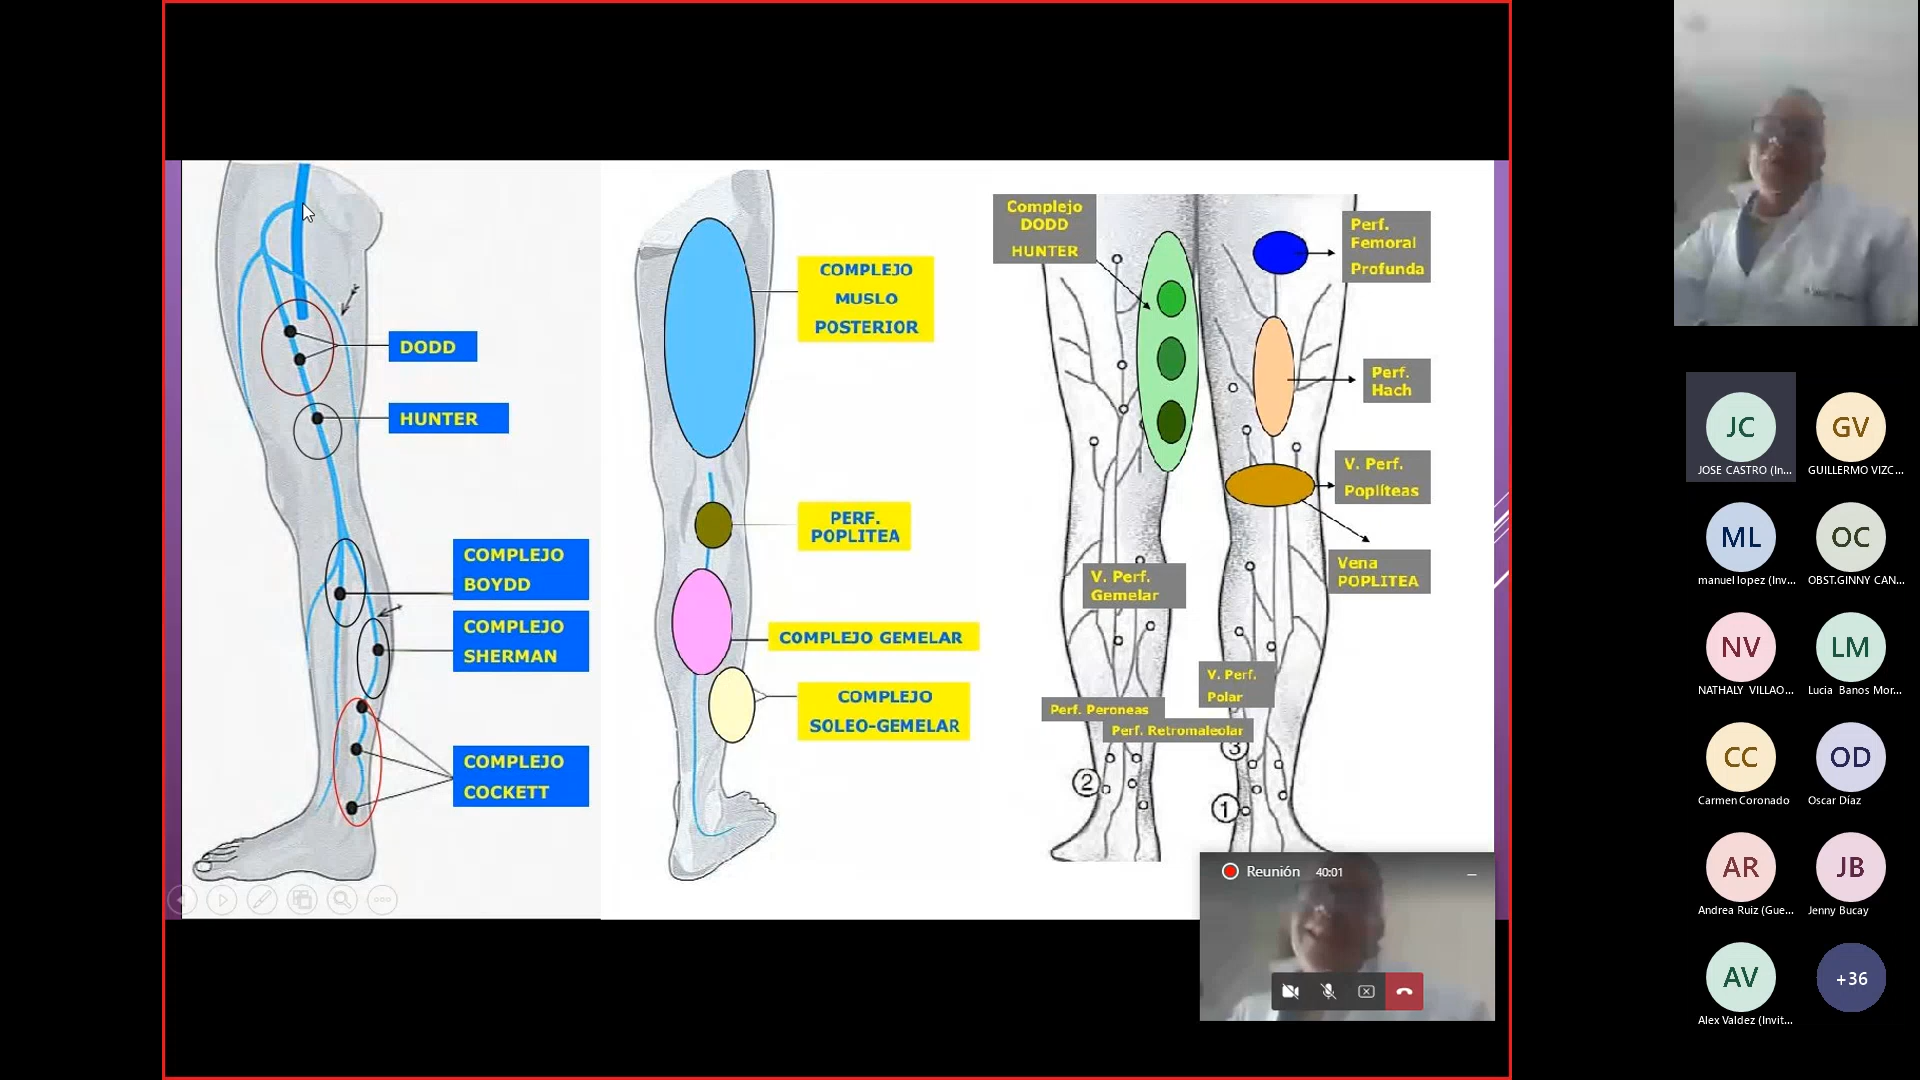 DODD
HUNTER
COMPLEJO
BOYDD
COMPLEJO
SHERMAN
COMPLEJO
COCKETT
COMPLEJO
MUSLO
POSTERIOR
PERF.
POPLITEA
COMPLEJO GEMELAR
COMPLEJO
SOLEO-GEMELAR
Complejo
DODD
HUNTER
Perf.
Femoral
Profunda
Perf.
Hach
V. Perf.
Poplíteas
Vena
POPLITEA
V. Perf.
Gemelar
V. Perf.
Polar
Perf. Peroneas
Perf. Retromaleolar
3
2
1
Reunión 40:01
JC
JOSE CASTRO (In...
GV
GUILLERMO VIZC...
ML
manuel lopez (Inv...
OC
OBST.GINNY CAN...
NV
NATHALY VILLAO...
LM
Lucia Banos Mor...
CC
Carmen Coronado
OD
Oscar Díaz
AR
Andrea Ruiz (Gue...
JB
Jenny Bucay
AV
Alex Valdez (Invit...
+36